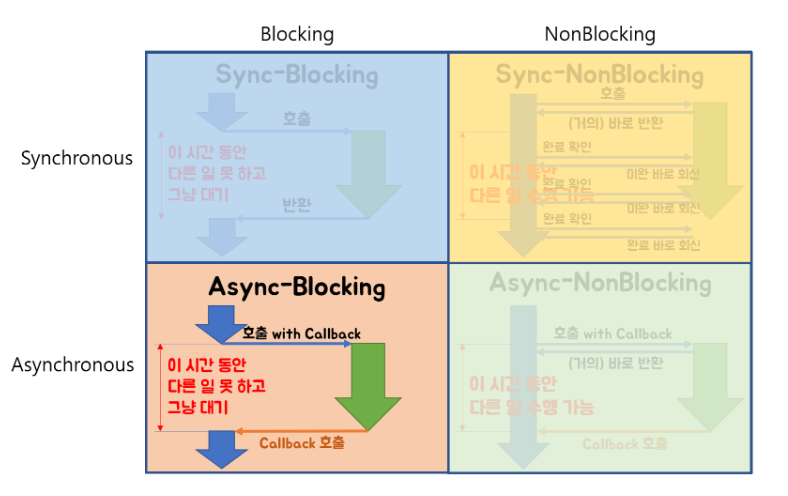 Blocking
NonBlocking
Synchronous
Sync-Blocking
호출
이 시간 동안
다른 일 못 하고
그냥 대기
반환
Sync-NonBlocking
호출
(거의) 바로 반환
완료 확인
이 시간 동안
미완 바로 회신
완료 확인
다른 일 수행 가능
미완 바로 회신
완료 확인
완료 바로 회신
Asynchronous
Async-Blocking
호출 with Callback
이 시간 동안
다른 일 못 하고
그냥 대기
Callback 호출
Async-NonBlocking
호출 with Callback
(거의) 바로 반환
이 시간 동안
다른 일 수행 가능
Callback 호출